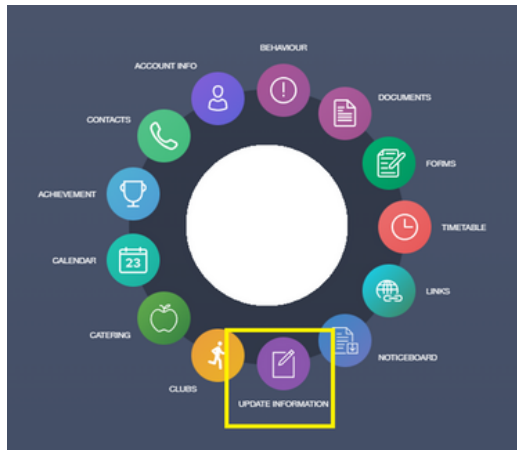 BEHAVIOUR
ACCOUNT INFO
DOCUMENTS
CONTACTS
FORMS
ACHIEVEMENT
TIMETABLE
CALENDAR
23
LINKS
CATERING
NOTICEBOARD
CLUBS
UPDATE INFORMATION